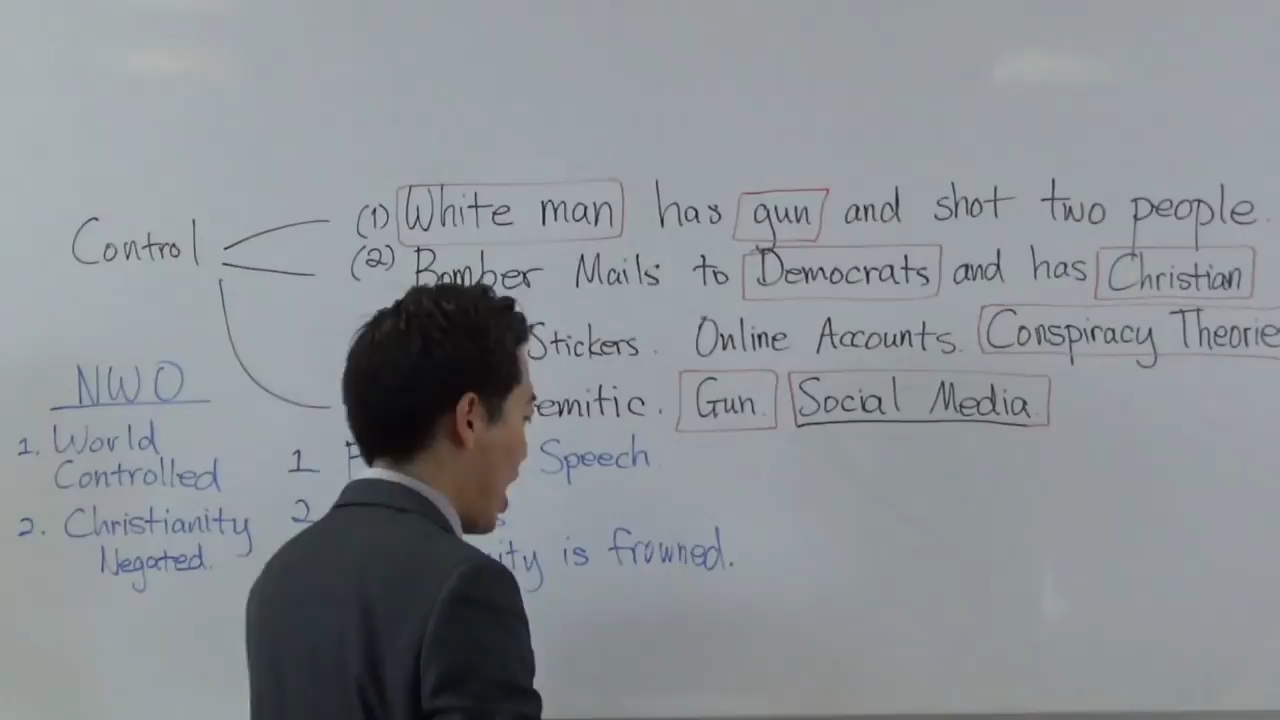 Control
(1) White man has gun and shot two people.
(2) Bomber Mails to Democrats and has Christian
Stickers. Online Accounts. Conspiracy Theorie
emitic. Gun. Social Media.
NWO
1. World
Controlled
2. Christianity
Negated.
1 Speech
2
ity is frowned.